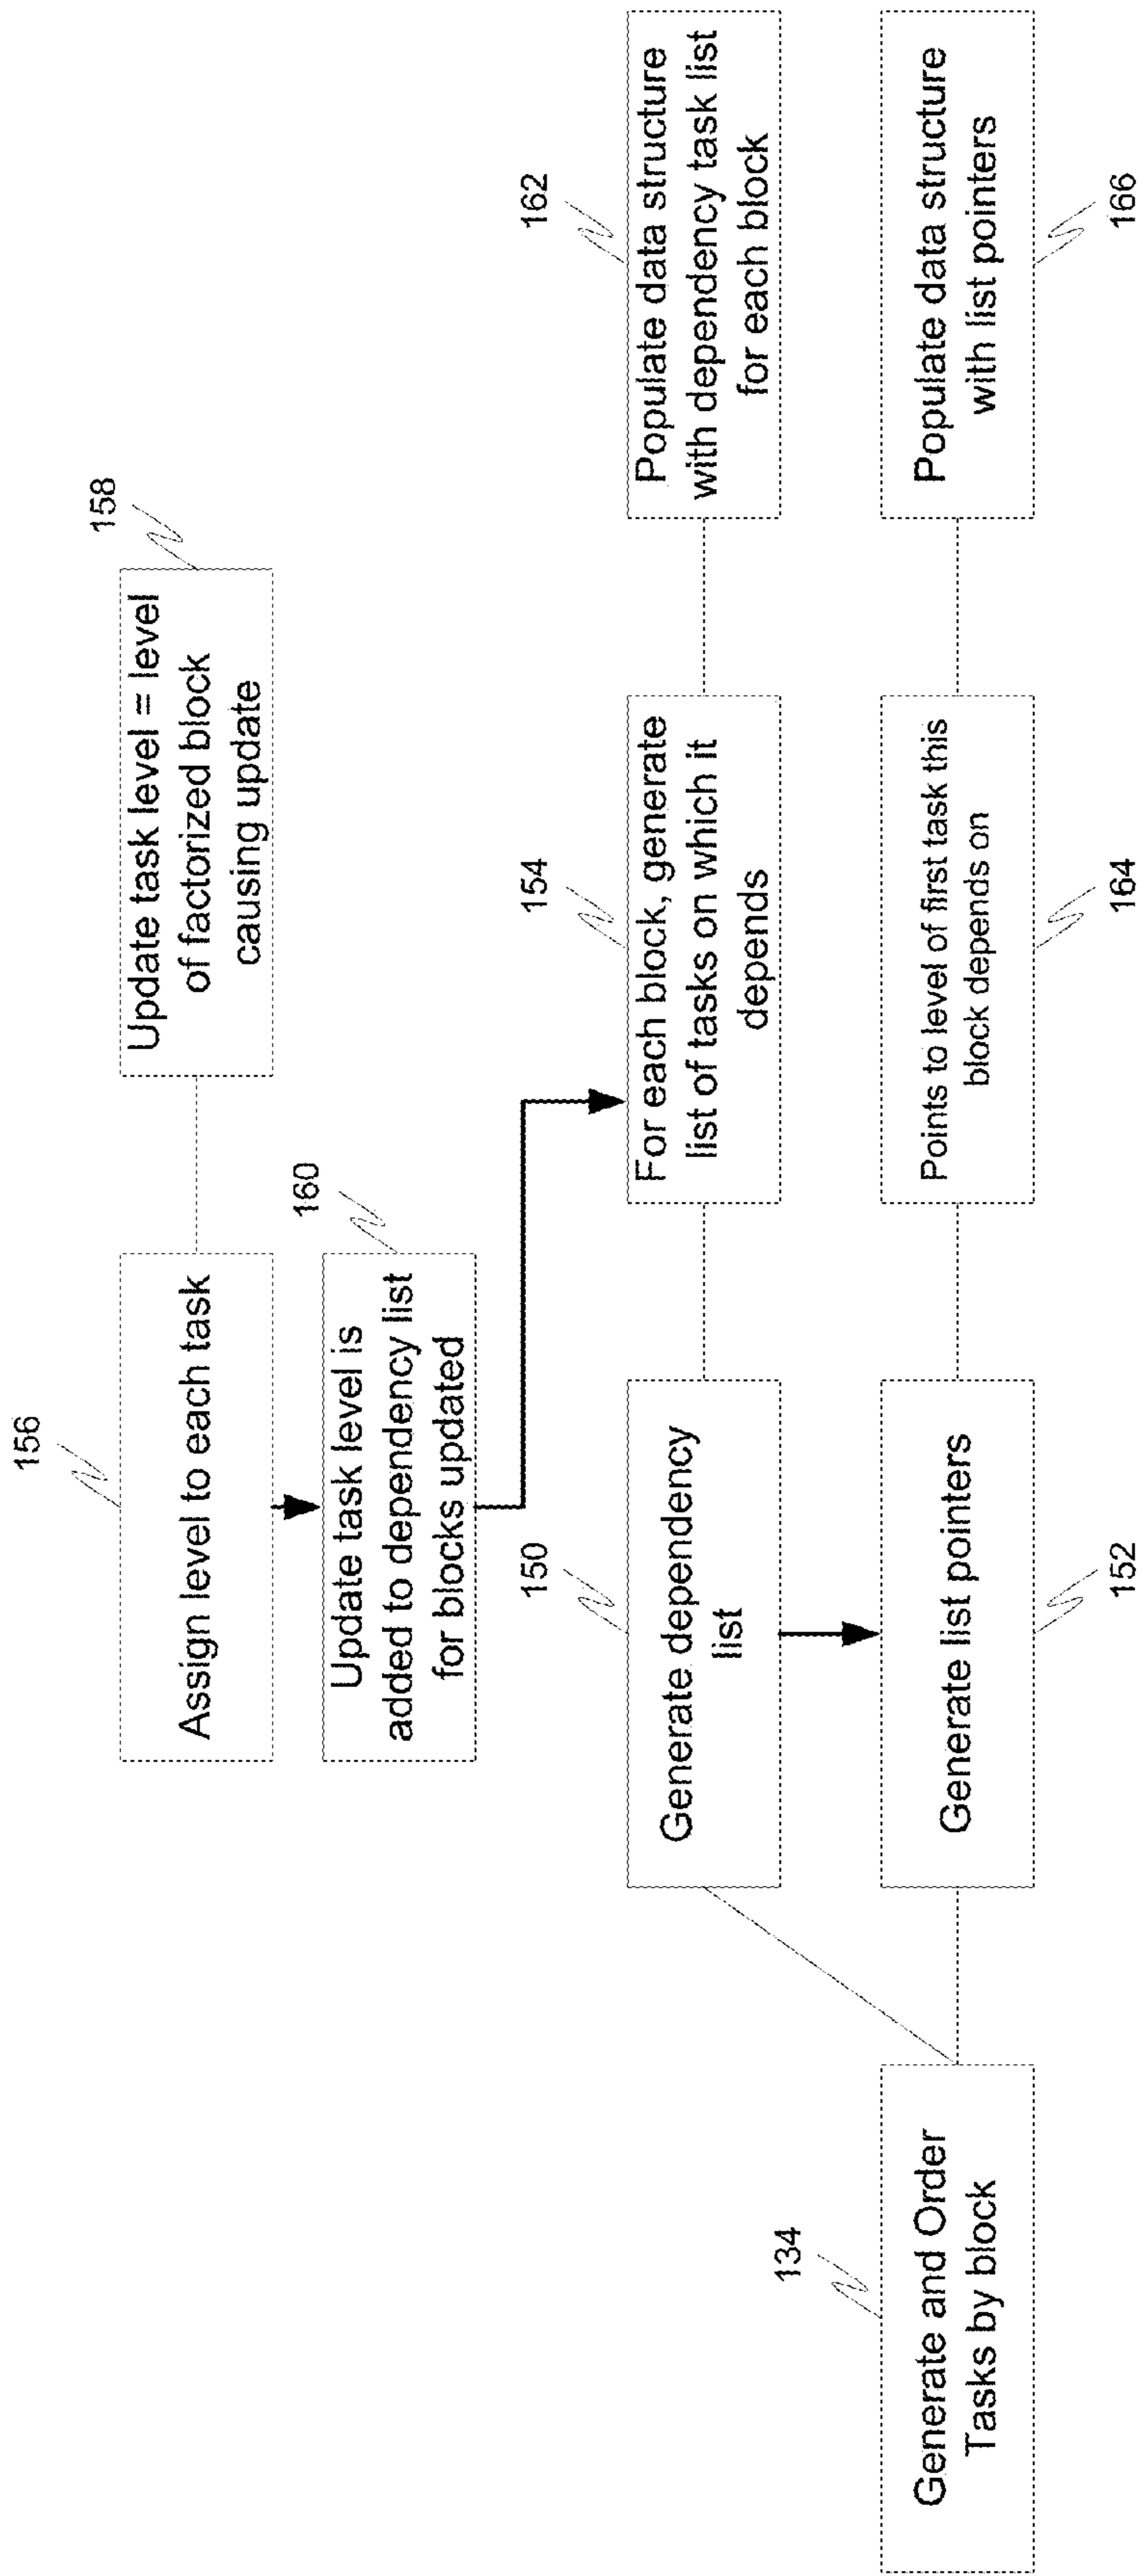 156
Assign level to each task
158
Update task level = level
of factorized block
causing update
160
Update task level is
added to dependency list
for blocks updated
150
Generate dependency
list
154
For each block, generate
list of tasks on which it
depends
162
Populate data structure
with dependency task list
for each block
134
Generate and Order
Tasks by block
Generate list pointers
152
Points to level of first task this
block depends on
164
Populate data structure
with list pointers
166